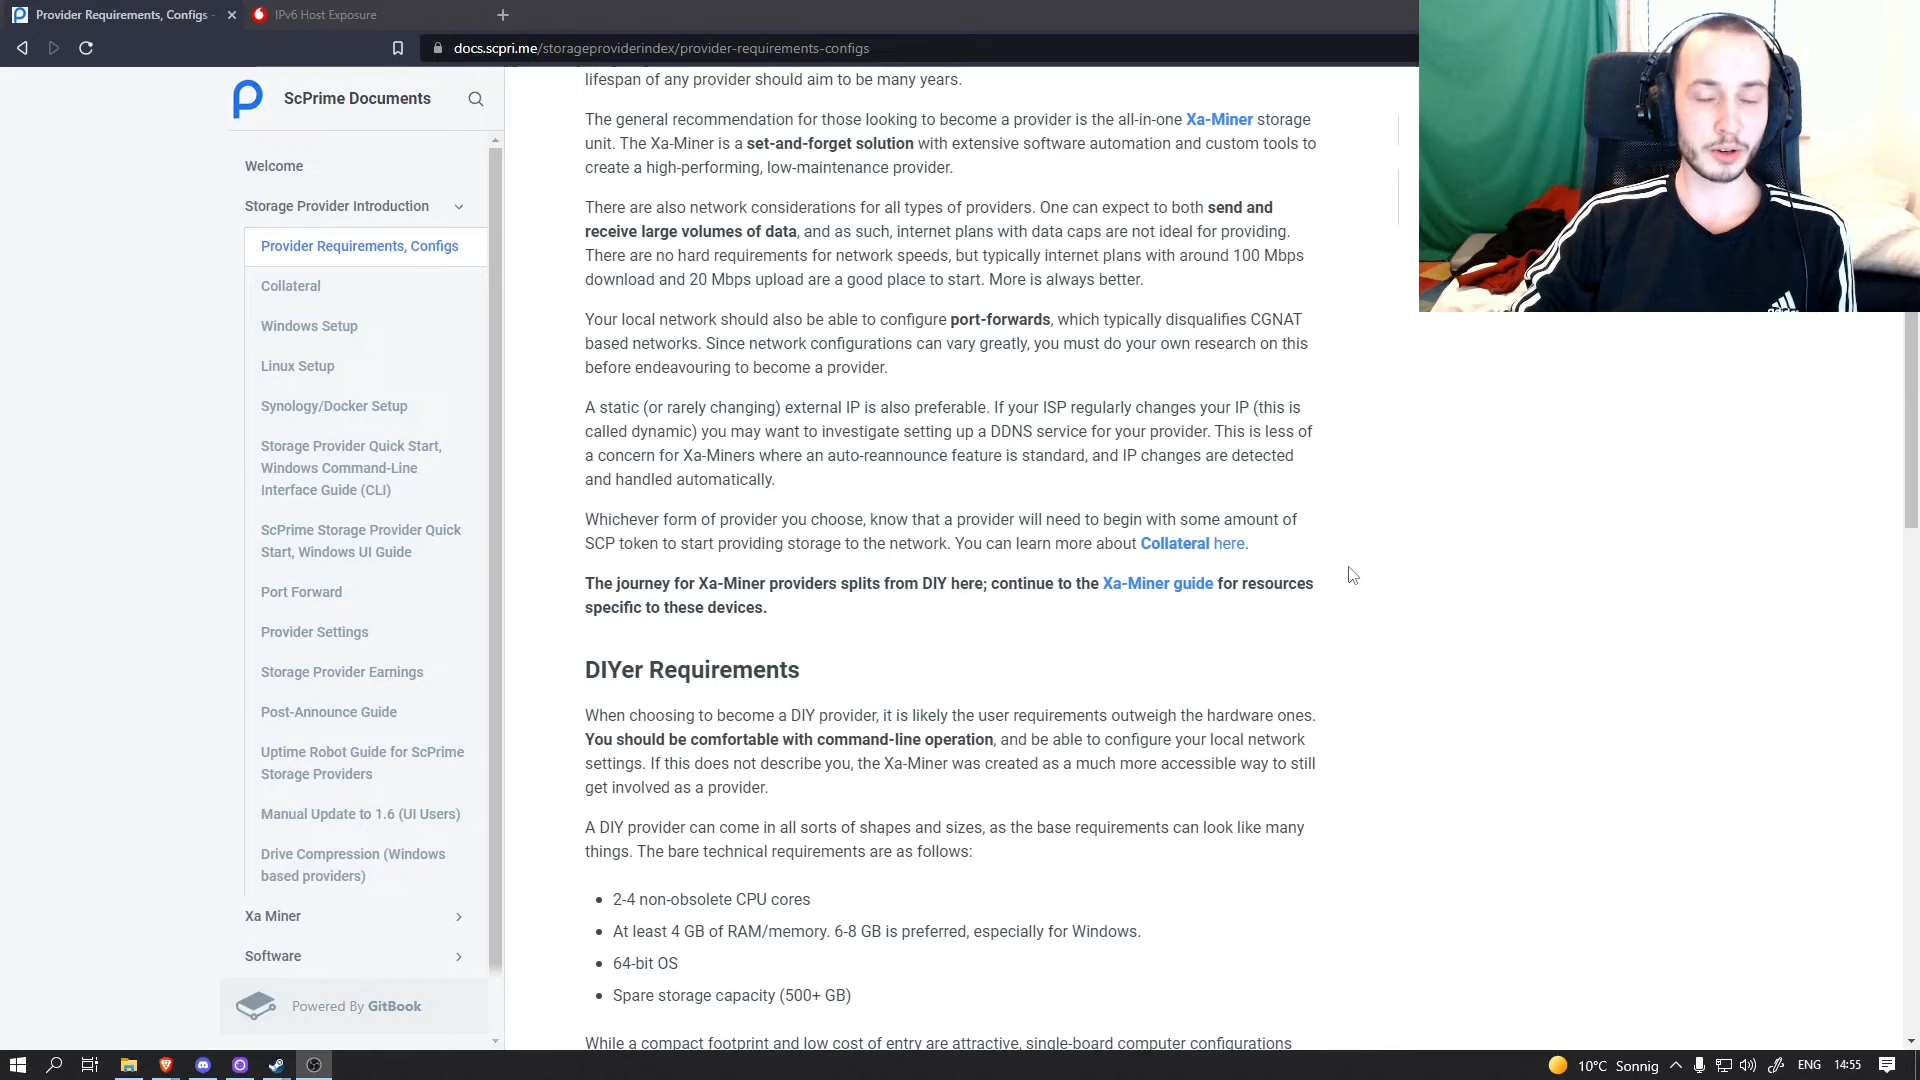 Provider Requirements, Configs -
IPv6 Host Exposure
docs.scpri.me/storageproviderindex/provider-requirements-configs
ScPrime Documents
Welcome
Storage Provider Introduction
Provider Requirements, Configs
Collateral
Windows Setup
Linux Setup
Synology/Docker Setup
Storage Provider Quick Start,
Windows Command-Line
Interface Guide (CLI)
ScPrime Storage Provider Quick
Start, Windows UI Guide
Port Forward
Provider Settings
Storage Provider Earnings
Post-Announce Guide
Uptime Robot Guide for ScPrime
Storage Providers
Manual Update to 1.6 (UI Users)
Drive Compression (Windows
based providers)
Xa Miner
Software
Powered By GitBook
lifespan of any provider should aim to be many years.
The general recommendation for those looking to become a provider is the all-in-one Xa-Miner storage
unit. The Xa-Miner is a set-and-forget solution with extensive software automation and custom tools to
create a high-performing, low-maintenance provider.
There are also network considerations for all types of providers. One can expect to both send and
receive large volumes of data, and as such, internet plans with data caps are not ideal for providing.
There are no hard requirements for network speeds, but typically internet plans with around 100 Mbps
download and 20 Mbps upload are a good place to start. More is always better.
Your local network should also be able to configure port-forwards, which typically disqualifies CGNAT
based networks. Since network configurations can vary greatly, you must do your own research on this
before endeavouring to become a provider.
A static (or rarely changing) external IP is also preferable. If your ISP regularly changes your IP (this is
called dynamic) you may want to investigate setting up a DDNS service for your provider. This is less of
a concern for Xa-Miners where an auto-reannounce feature is standard, and IP changes are detected
and handled automatically.
Whichever form of provider you choose, know that a provider will need to begin with some amount of
SCP token to start providing storage to the network. You can learn more about Collateral here.
The journey for Xa-Miner providers splits from DIY here; continue to the Xa-Miner guide for resources
specific to these devices.
DIYer Requirements
When choosing to become a DIY provider, it is likely the user requirements outweigh the hardware ones.
You should be comfortable with command-line operation, and be able to configure your local network
settings. If this does not describe you, the Xa-Miner was created as a much more accessible way to still
get involved as a provider.
A DIY provider can come in all sorts of shapes and sizes, as the base requirements can look like many
things. The bare technical requirements are as follows:
• 2-4 non-obsolete CPU cores
• At least 4 GB of RAM/memory. 6-8 GB is preferred, especially for Windows.
• 64-bit OS
• Spare storage capacity (500+ GB)
While a compact footprint and low cost of entry are attractive, single-board computer configurations
adidas
10°C Sonnig
ENG
14:55